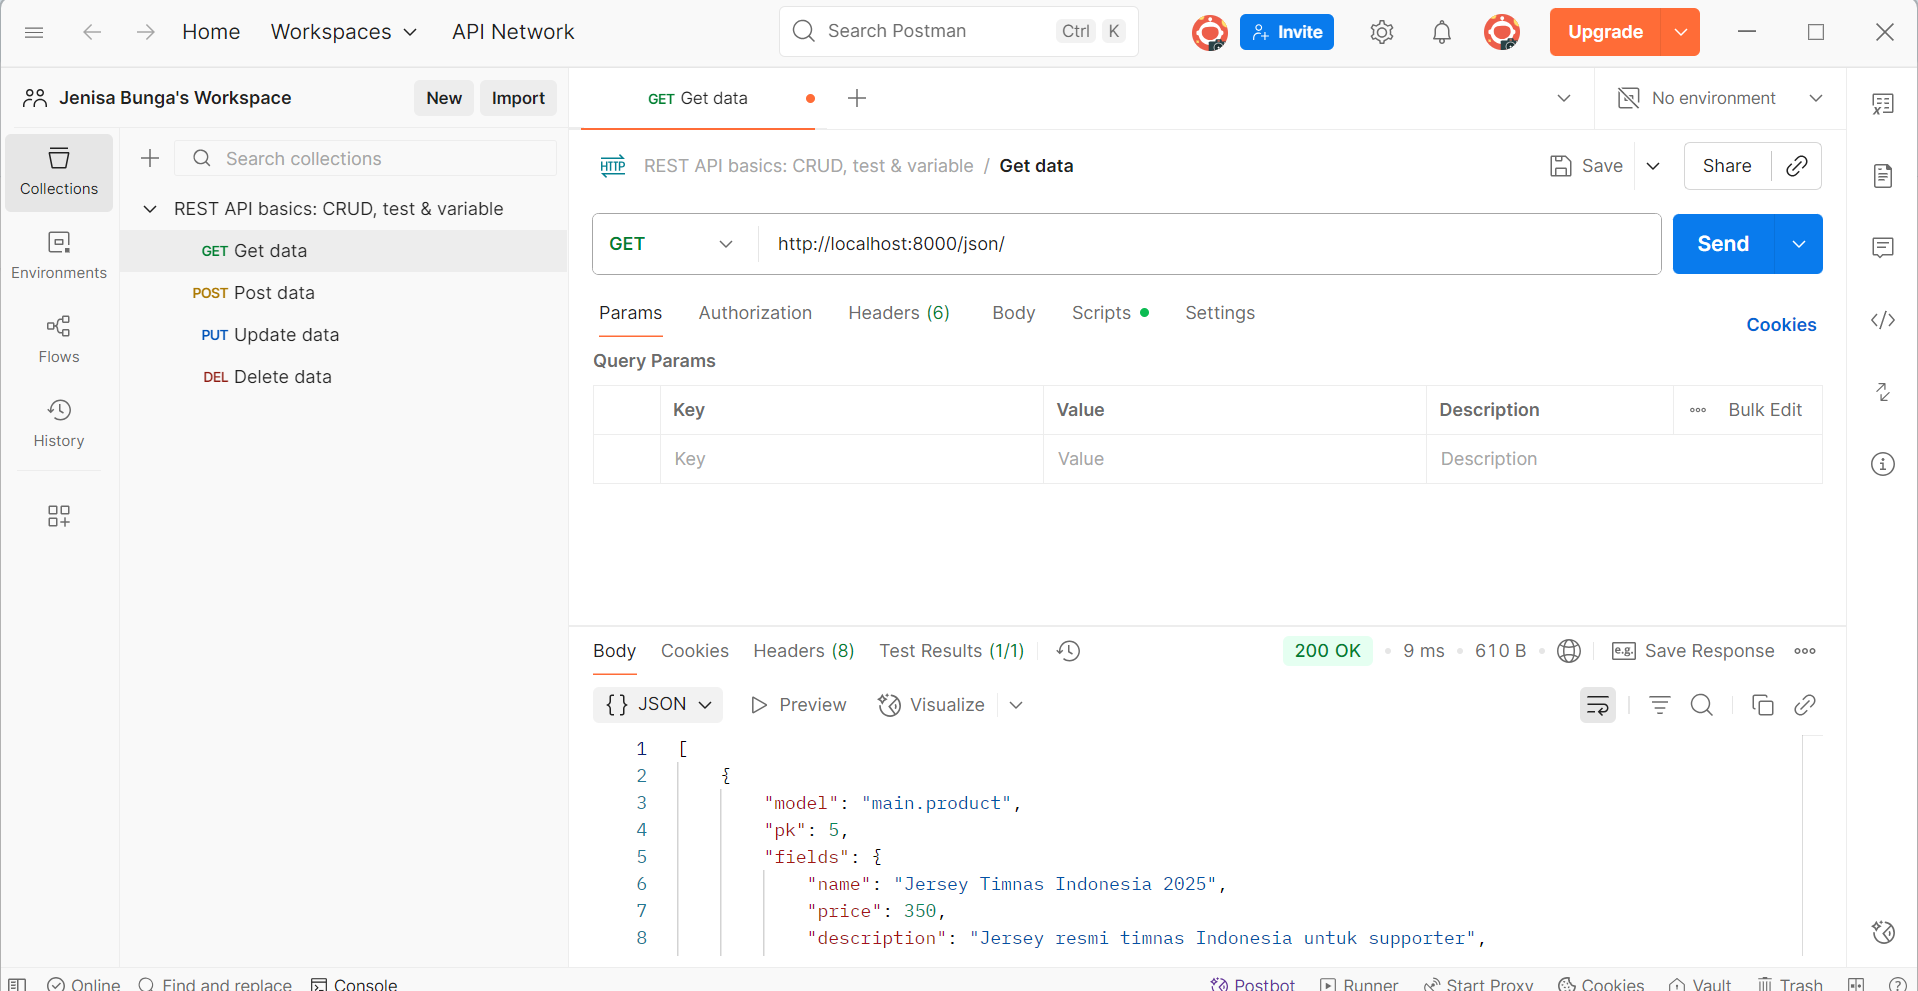 Home Workspaces API Network Search Postman Ctrl K Invite Upgrade
Jenisa Bunga's Workspace New Import
GET Get data No environment
Collections
Search collections
REST API basics: CRUD, test & variable / Get data Save Share
REST API basics: CRUD, test & variable
GET Get data
POST Post data
PUT Update data
DEL Delete data
Environments
Flows
History
GET http://localhost:8000/json/ Send
Params Authorization Headers (6) Body Scripts Settings Cookies
Query Params
Key Value Description Bulk Edit
Key Value Description
Body Cookies Headers (8) Test Results (1/1) 200 OK • 9 ms • 610 B • e.g. Save Response
{} JSON Preview Visualize
1 [
2 {
3 "model": "main.product",
4 "pk": 5,
5 "fields": {
6 "name": "Jersey Timnas Indonesia 2025",
7 "price": 350,
8 "description": "Jersey resmi timnas Indonesia untuk supporter",
Online Find and replace Console Postbot Runner Start Proxy Cookies Vault Trash